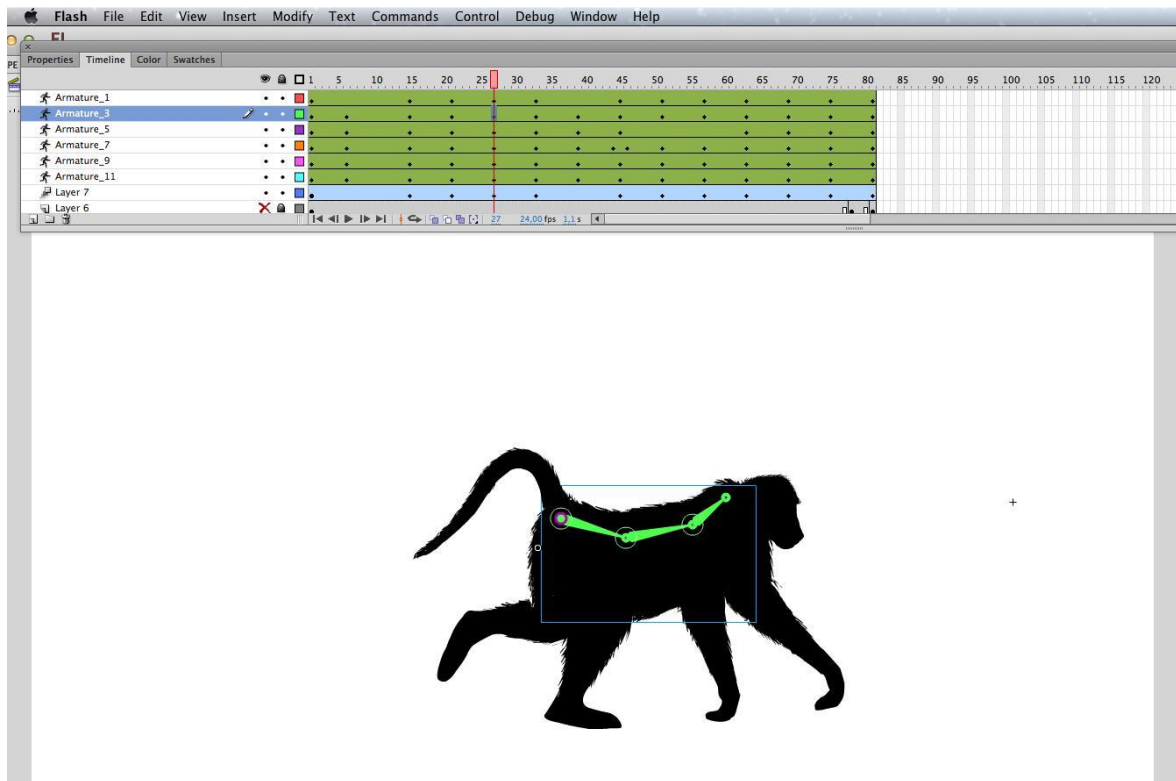 Flash File Edit View Insert Modify Text Commands Control Debug Window Help
FL
PE
Properties Timeline Color Swatches
1 5 10 15 20 25 30 35 40 45 50 55 60 65 70 75 80 85 90 95 100 105 110 115 120
Armature_1
Armature_3
Armature_5
Armature_7
Armature_9
Armature_11
Layer 7
Layer 6
27 24,00 fps 1,1 s